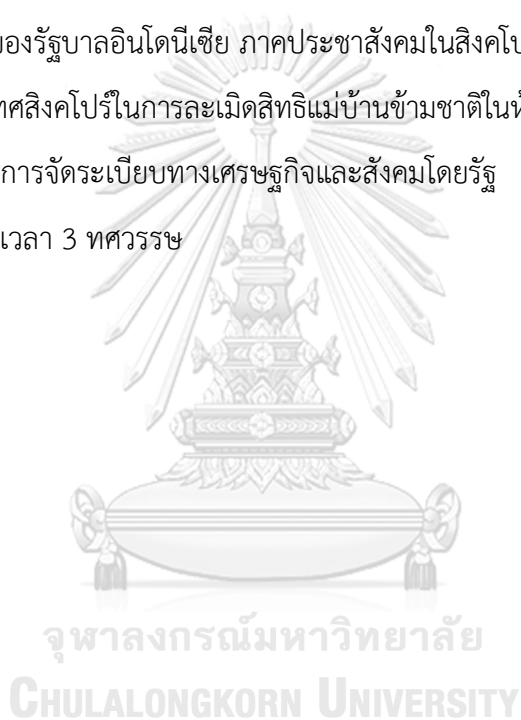 ของรัฐบาลอินโดนีเซีย ภาคประชาสังคมในสิงคโป
ทศสิงคโปร์ในการละเมิดสิทธิแม่บ้านข้ามชาติในห้
การจัดระเบียบทางเศรษฐกิจและสังคมโดยรัฐ
เวลา 3 ทศวรรษ
จุฬาลงกรณ์มหาวิทยาลัย
CHULALONGKORN UNIVERSITY